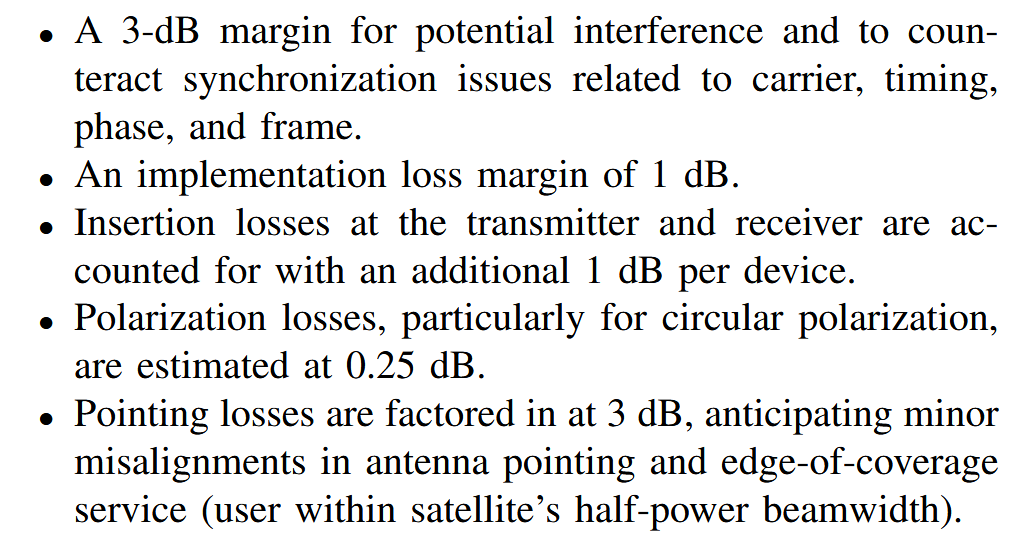 • A 3-dB margin for potential interference and to coun-
teract synchronization issues related to carrier, timing,
phase, and frame.
• An implementation loss margin of 1 dB.
• Insertion losses at the transmitter and receiver are ac-
counted for with an additional 1 dB per device.
• Polarization losses, particularly for circular polarization,
are estimated at 0.25 dB.
• Pointing losses are factored in at 3 dB, anticipating minor
misalignments in antenna pointing and edge-of-coverage
service (user within satellite’s half-power beamwidth).